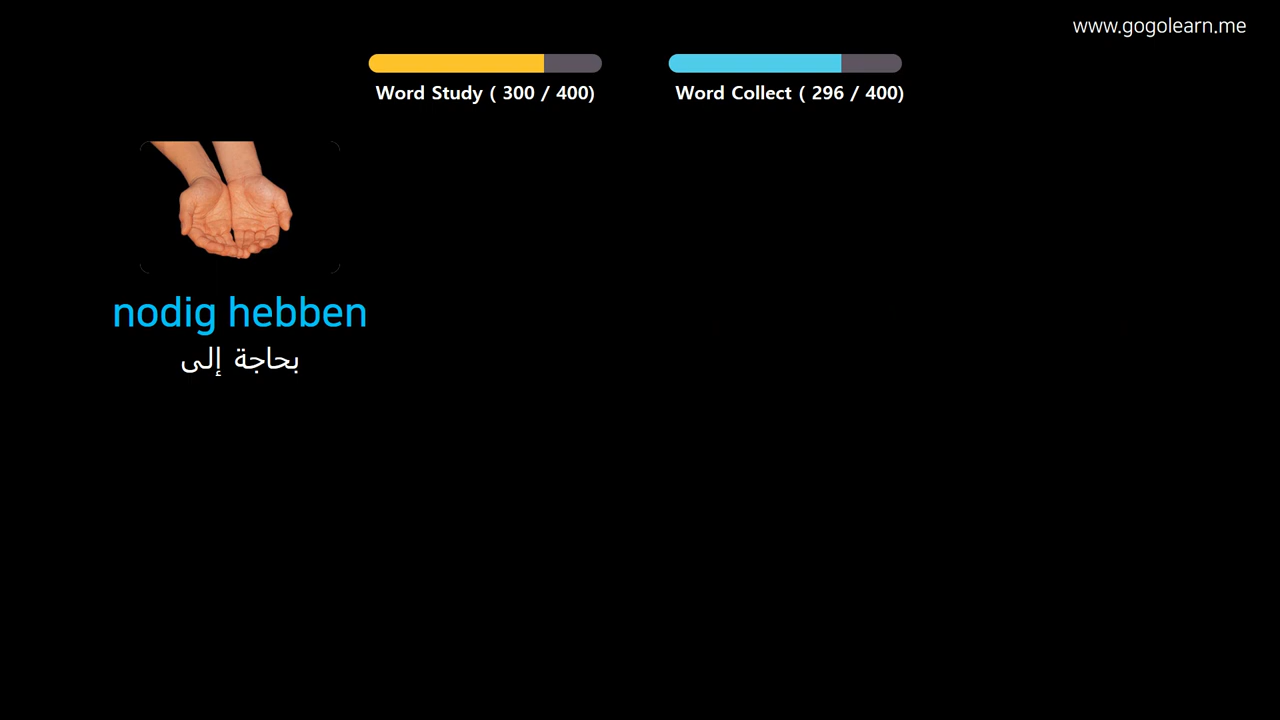 www.gogolearn.me
Word Study ( 300 / 400)
Word Collect ( 296 / 400)
nodig hebben
بحاجة إلى